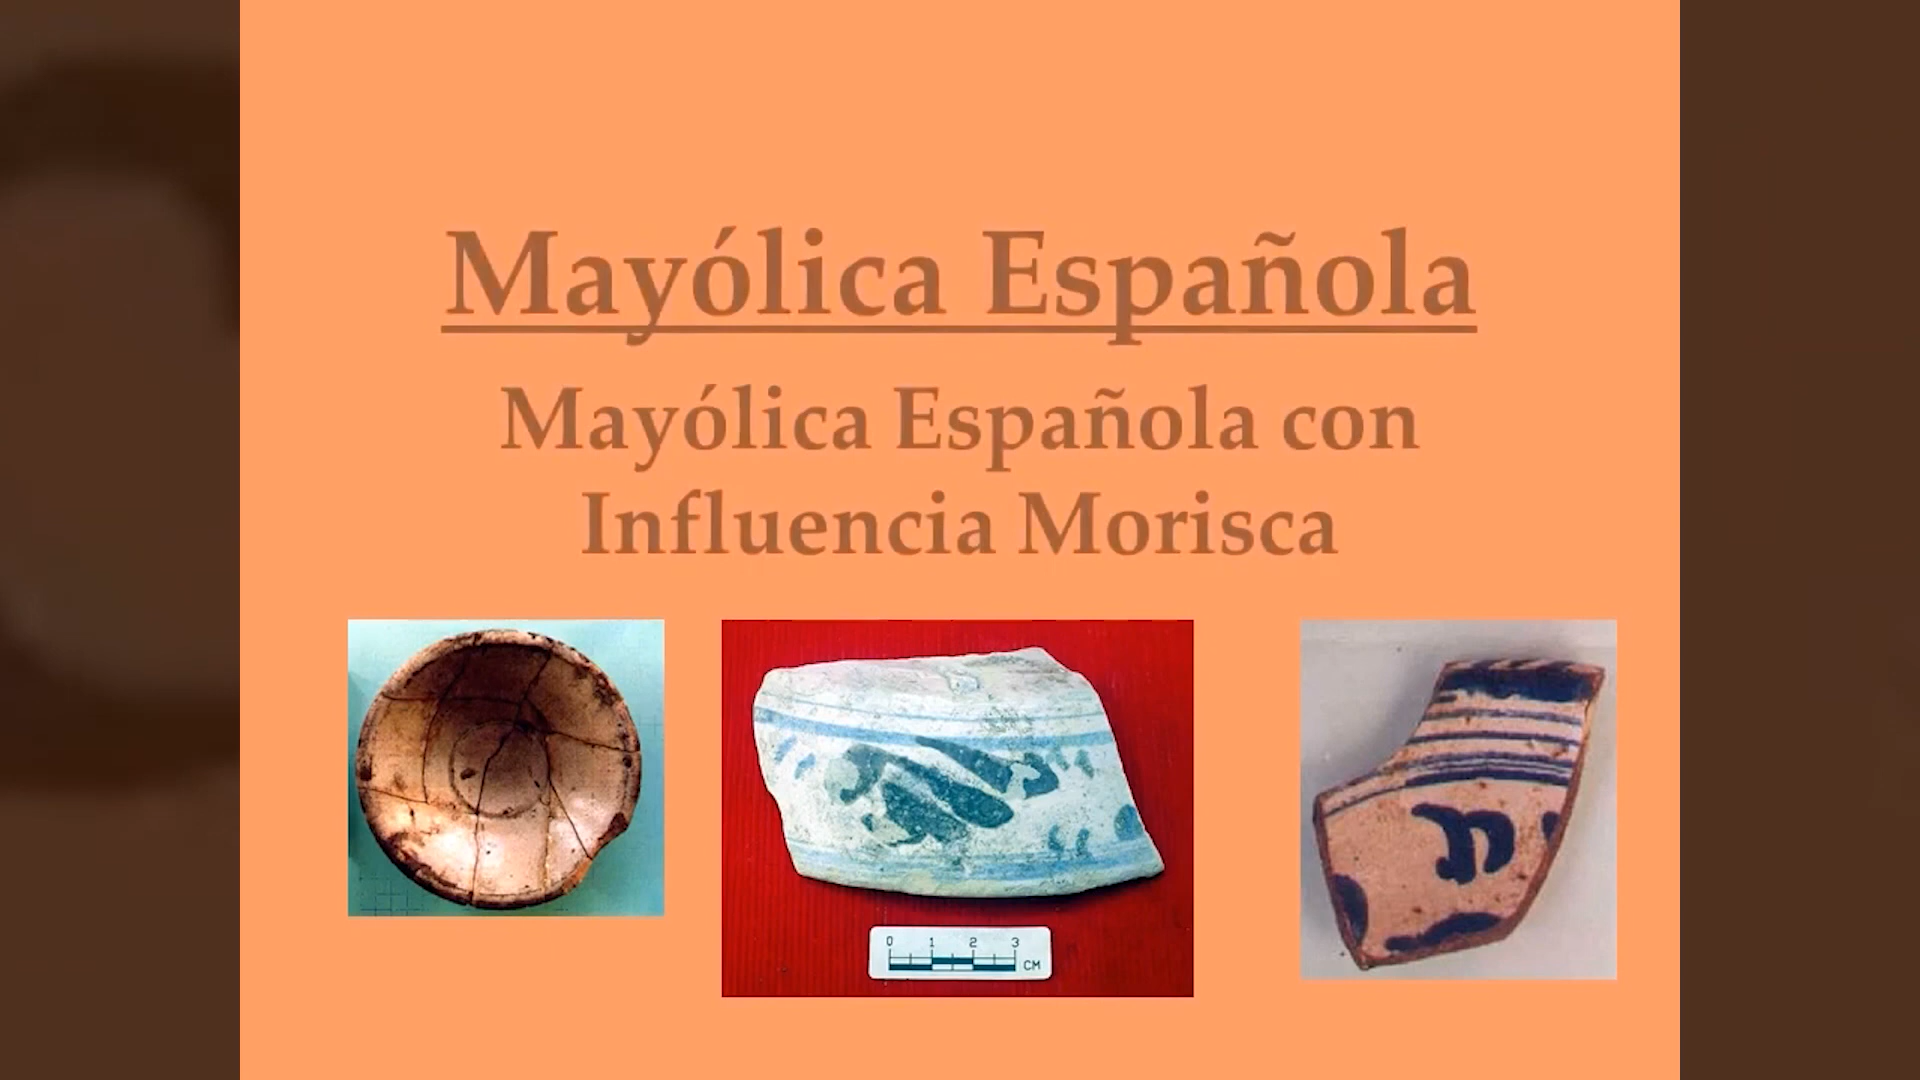 Mayólica Española
Mayólica Española con
Influencia Morisca
0 1 2 3
CM